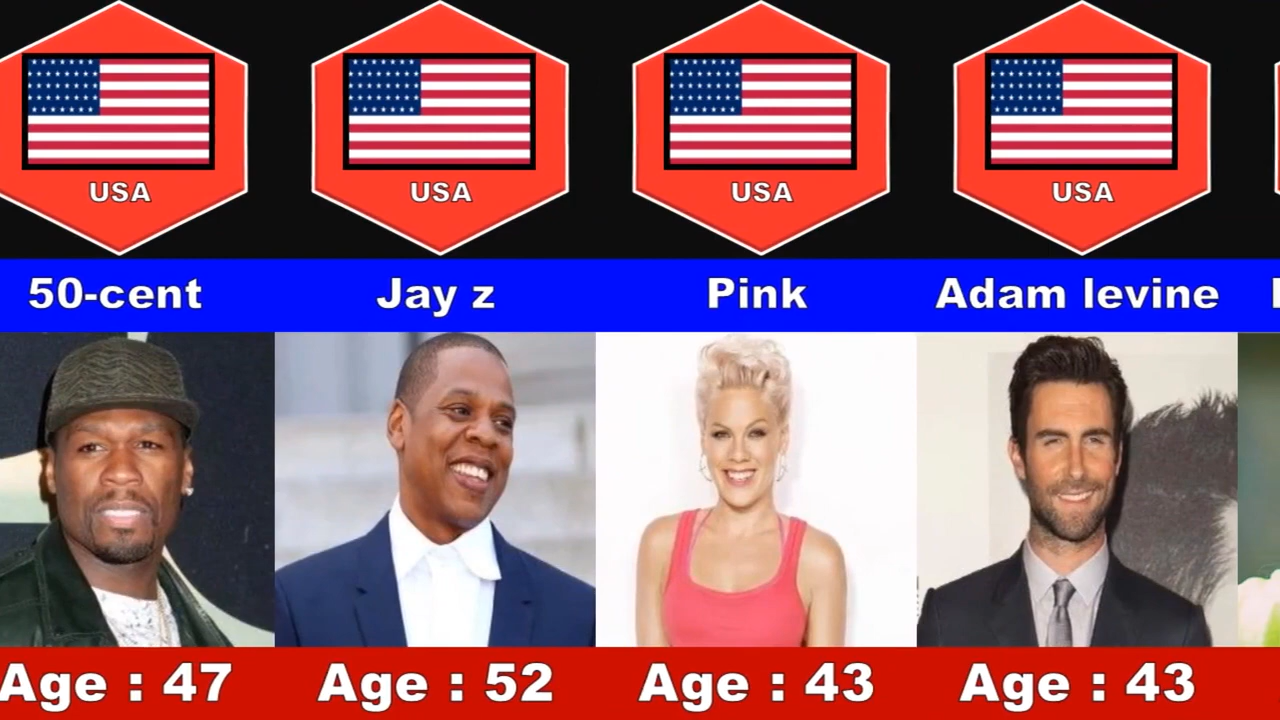 USA
USA
USA
USA
50-cent
Jay z
Pink
Adam levine
Age : 47
Age : 52
Age : 43
Age : 43